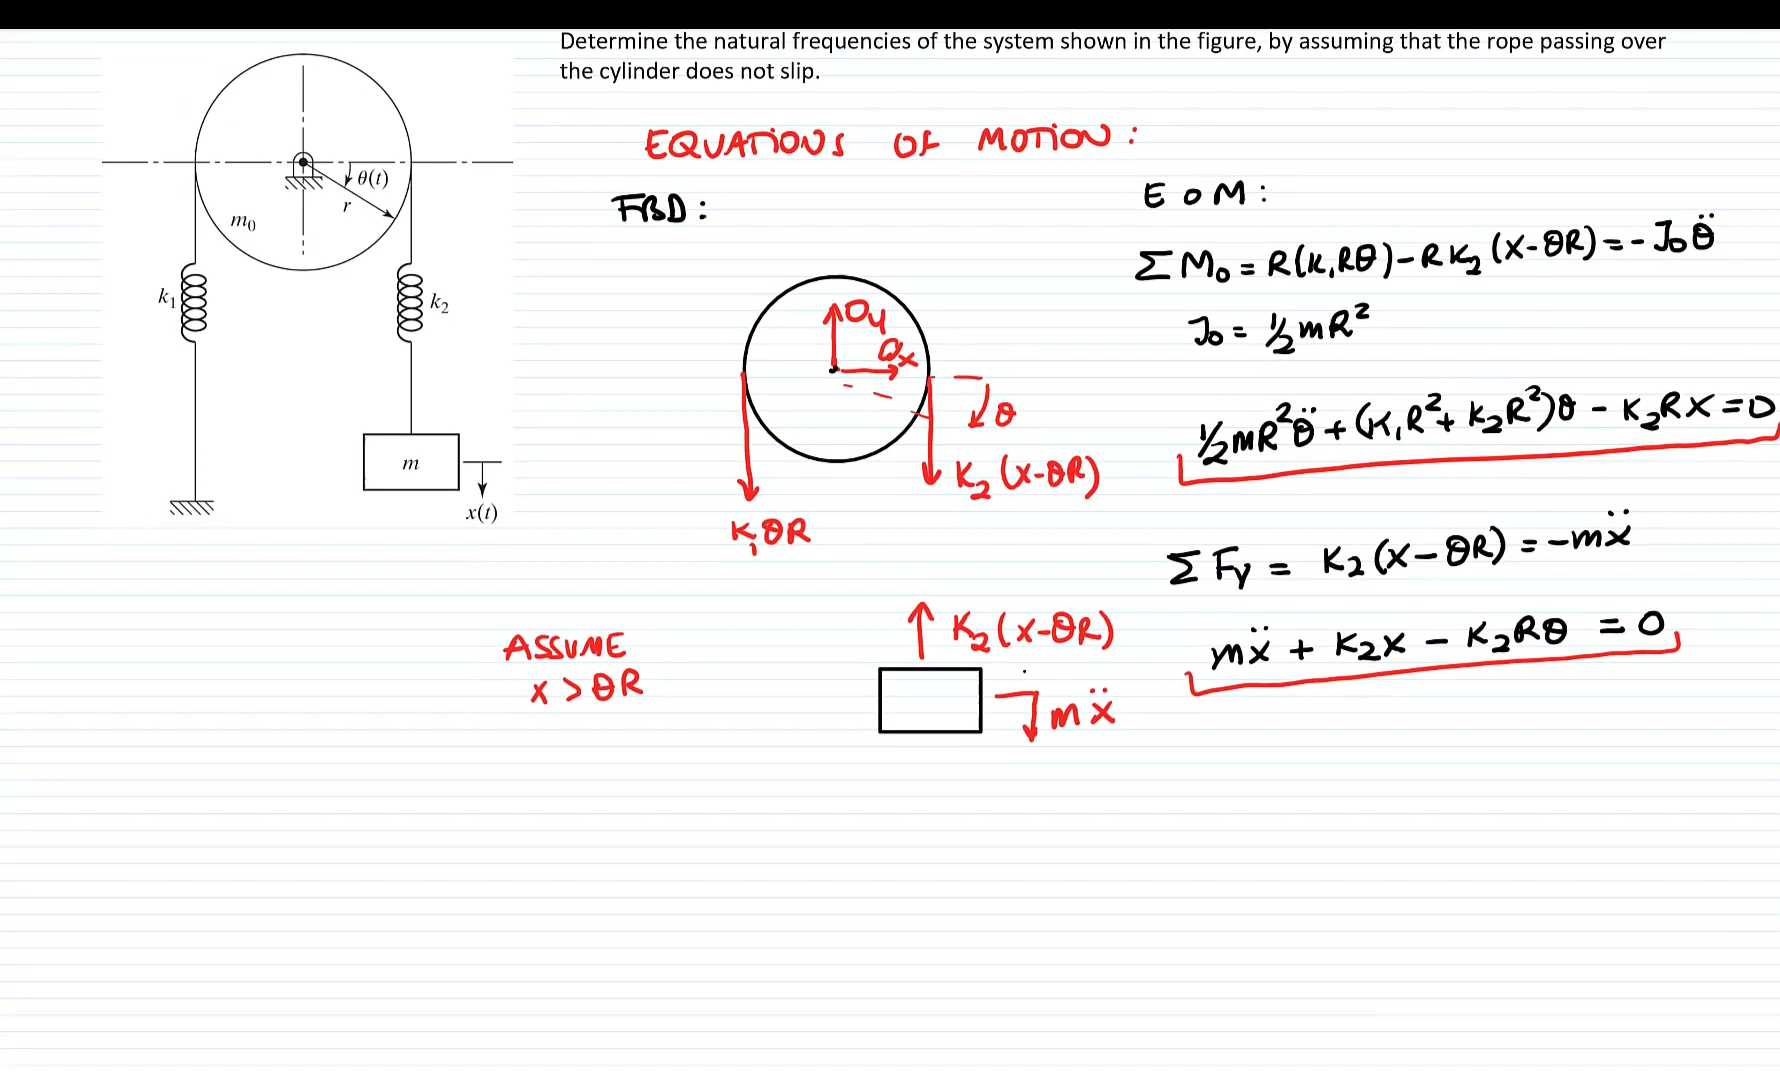 Determine the natural frequencies of the system shown in the figure, by assuming that the rope passing over
the cylinder does not slip.
EQUATIONS OF MOTION:
FBD:
E o M:
θ(t)
r
m₀
k₁
k₂
m
x(t)
Oy
Ox
θ
K₂(x-θR)
K₁θR
ΣM₀ = R(K₁Rθ) - RK₂(x-θR) = -J₀θ̈
J₀ = ½mR²
½mR²θ̈ + (K₁R² + K₂R²)θ - K₂Rx = 0
ASSUME
x > θR
K₂(x-θR)
mẍ
ΣFy = K₂(x-θR) = -mẍ
mẍ + K₂x - K₂Rθ = 0